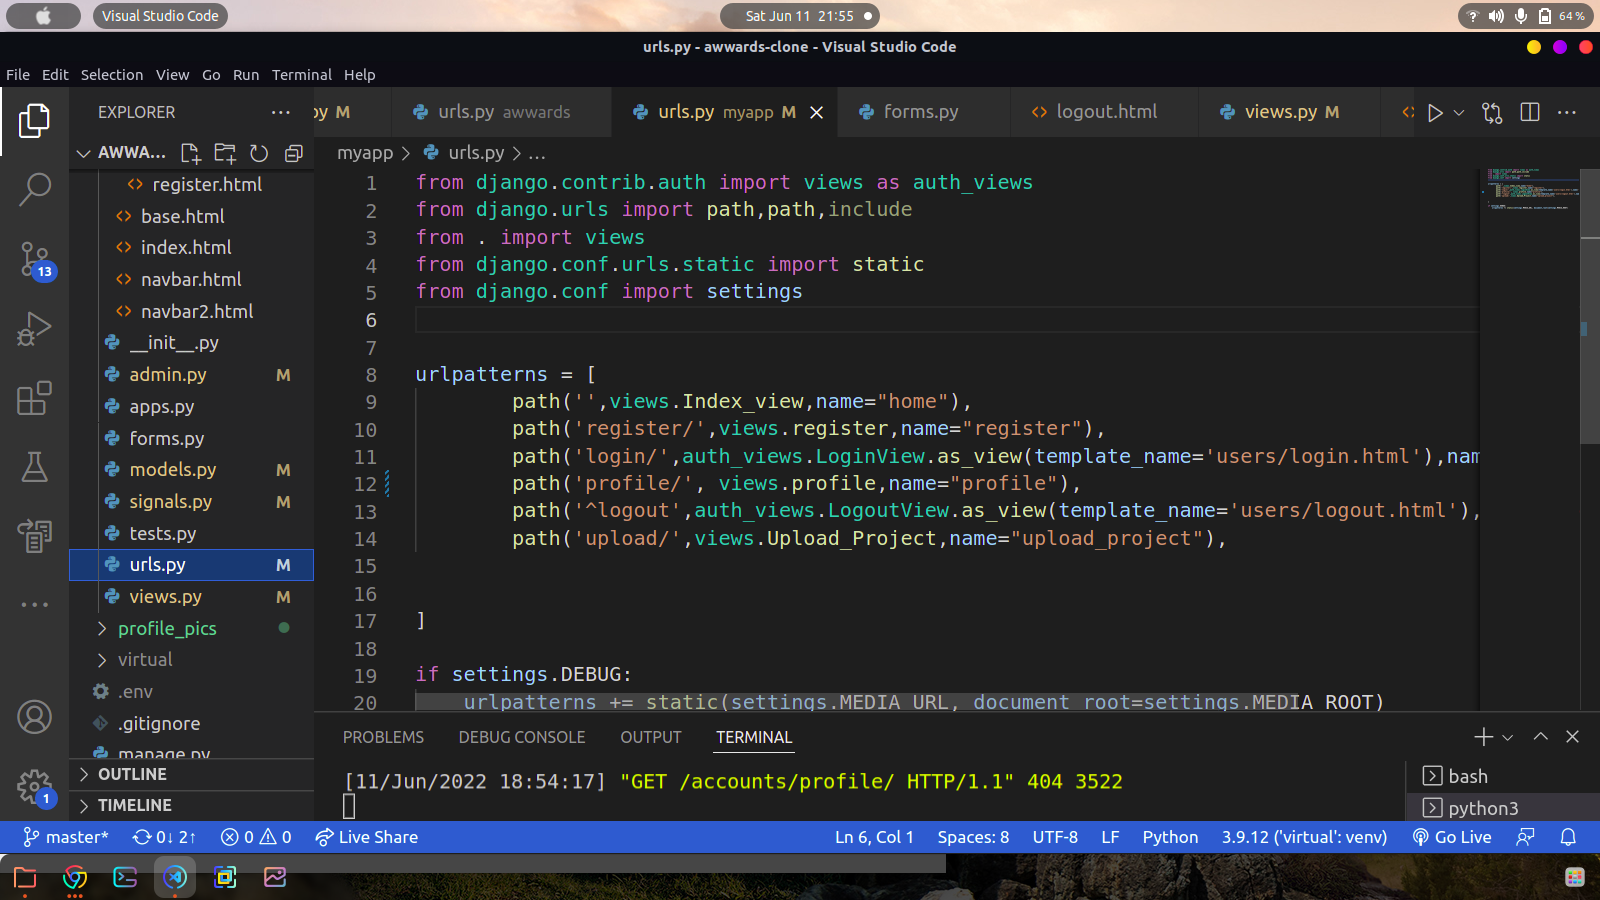 Visual Studio Code
Sat Jun 11 21:55
64 %
urls.py - awwards-clone - Visual Studio Code
File Edit Selection View Go Run Terminal Help
EXPLORER
py M
urls.py awwards
urls.py myapp M
forms.py
logout.html
views.py M
AWWA...
myapp > urls.py > ...
register.html
base.html
index.html
navbar.html
navbar2.html
__init__.py
admin.py M
apps.py
forms.py
models.py M
signals.py M
tests.py
urls.py M
views.py M
profile_pics
virtual
.env
.gitignore
manage.py
OUTLINE
TIMELINE
13
1
1 from django.contrib.auth import views as auth_views
2 from django.urls import path,path,include
3 from . import views
4 from django.conf.urls.static import static
5 from django.conf import settings
6
7
8 urlpatterns = [
9 path('',views.Index_view,name="home"),
10 path('register/',views.register,name="register"),
11 path('login/',auth_views.LoginView.as_view(template_name='users/login.html'),nam
12 path('profile/', views.profile,name="profile"),
13 path('^logout',auth_views.LogoutView.as_view(template_name='users/logout.html'),
14 path('upload/',views.Upload_Project,name="upload_project"),
15
16
17 ]
18
19 if settings.DEBUG:
20 urlpatterns += static(settings.MEDIA_URL, document_root=settings.MEDIA_ROOT)
PROBLEMS DEBUG CONSOLE OUTPUT TERMINAL
[11/Jun/2022 18:54:17] "GET /accounts/profile/ HTTP/1.1" 404 3522
bash
python3
master* 0↓ 2↑ 0 0 Live Share
Ln 6, Col 1 Spaces: 8 UTF-8 LF Python 3.9.12 ('virtual': venv) Go Live